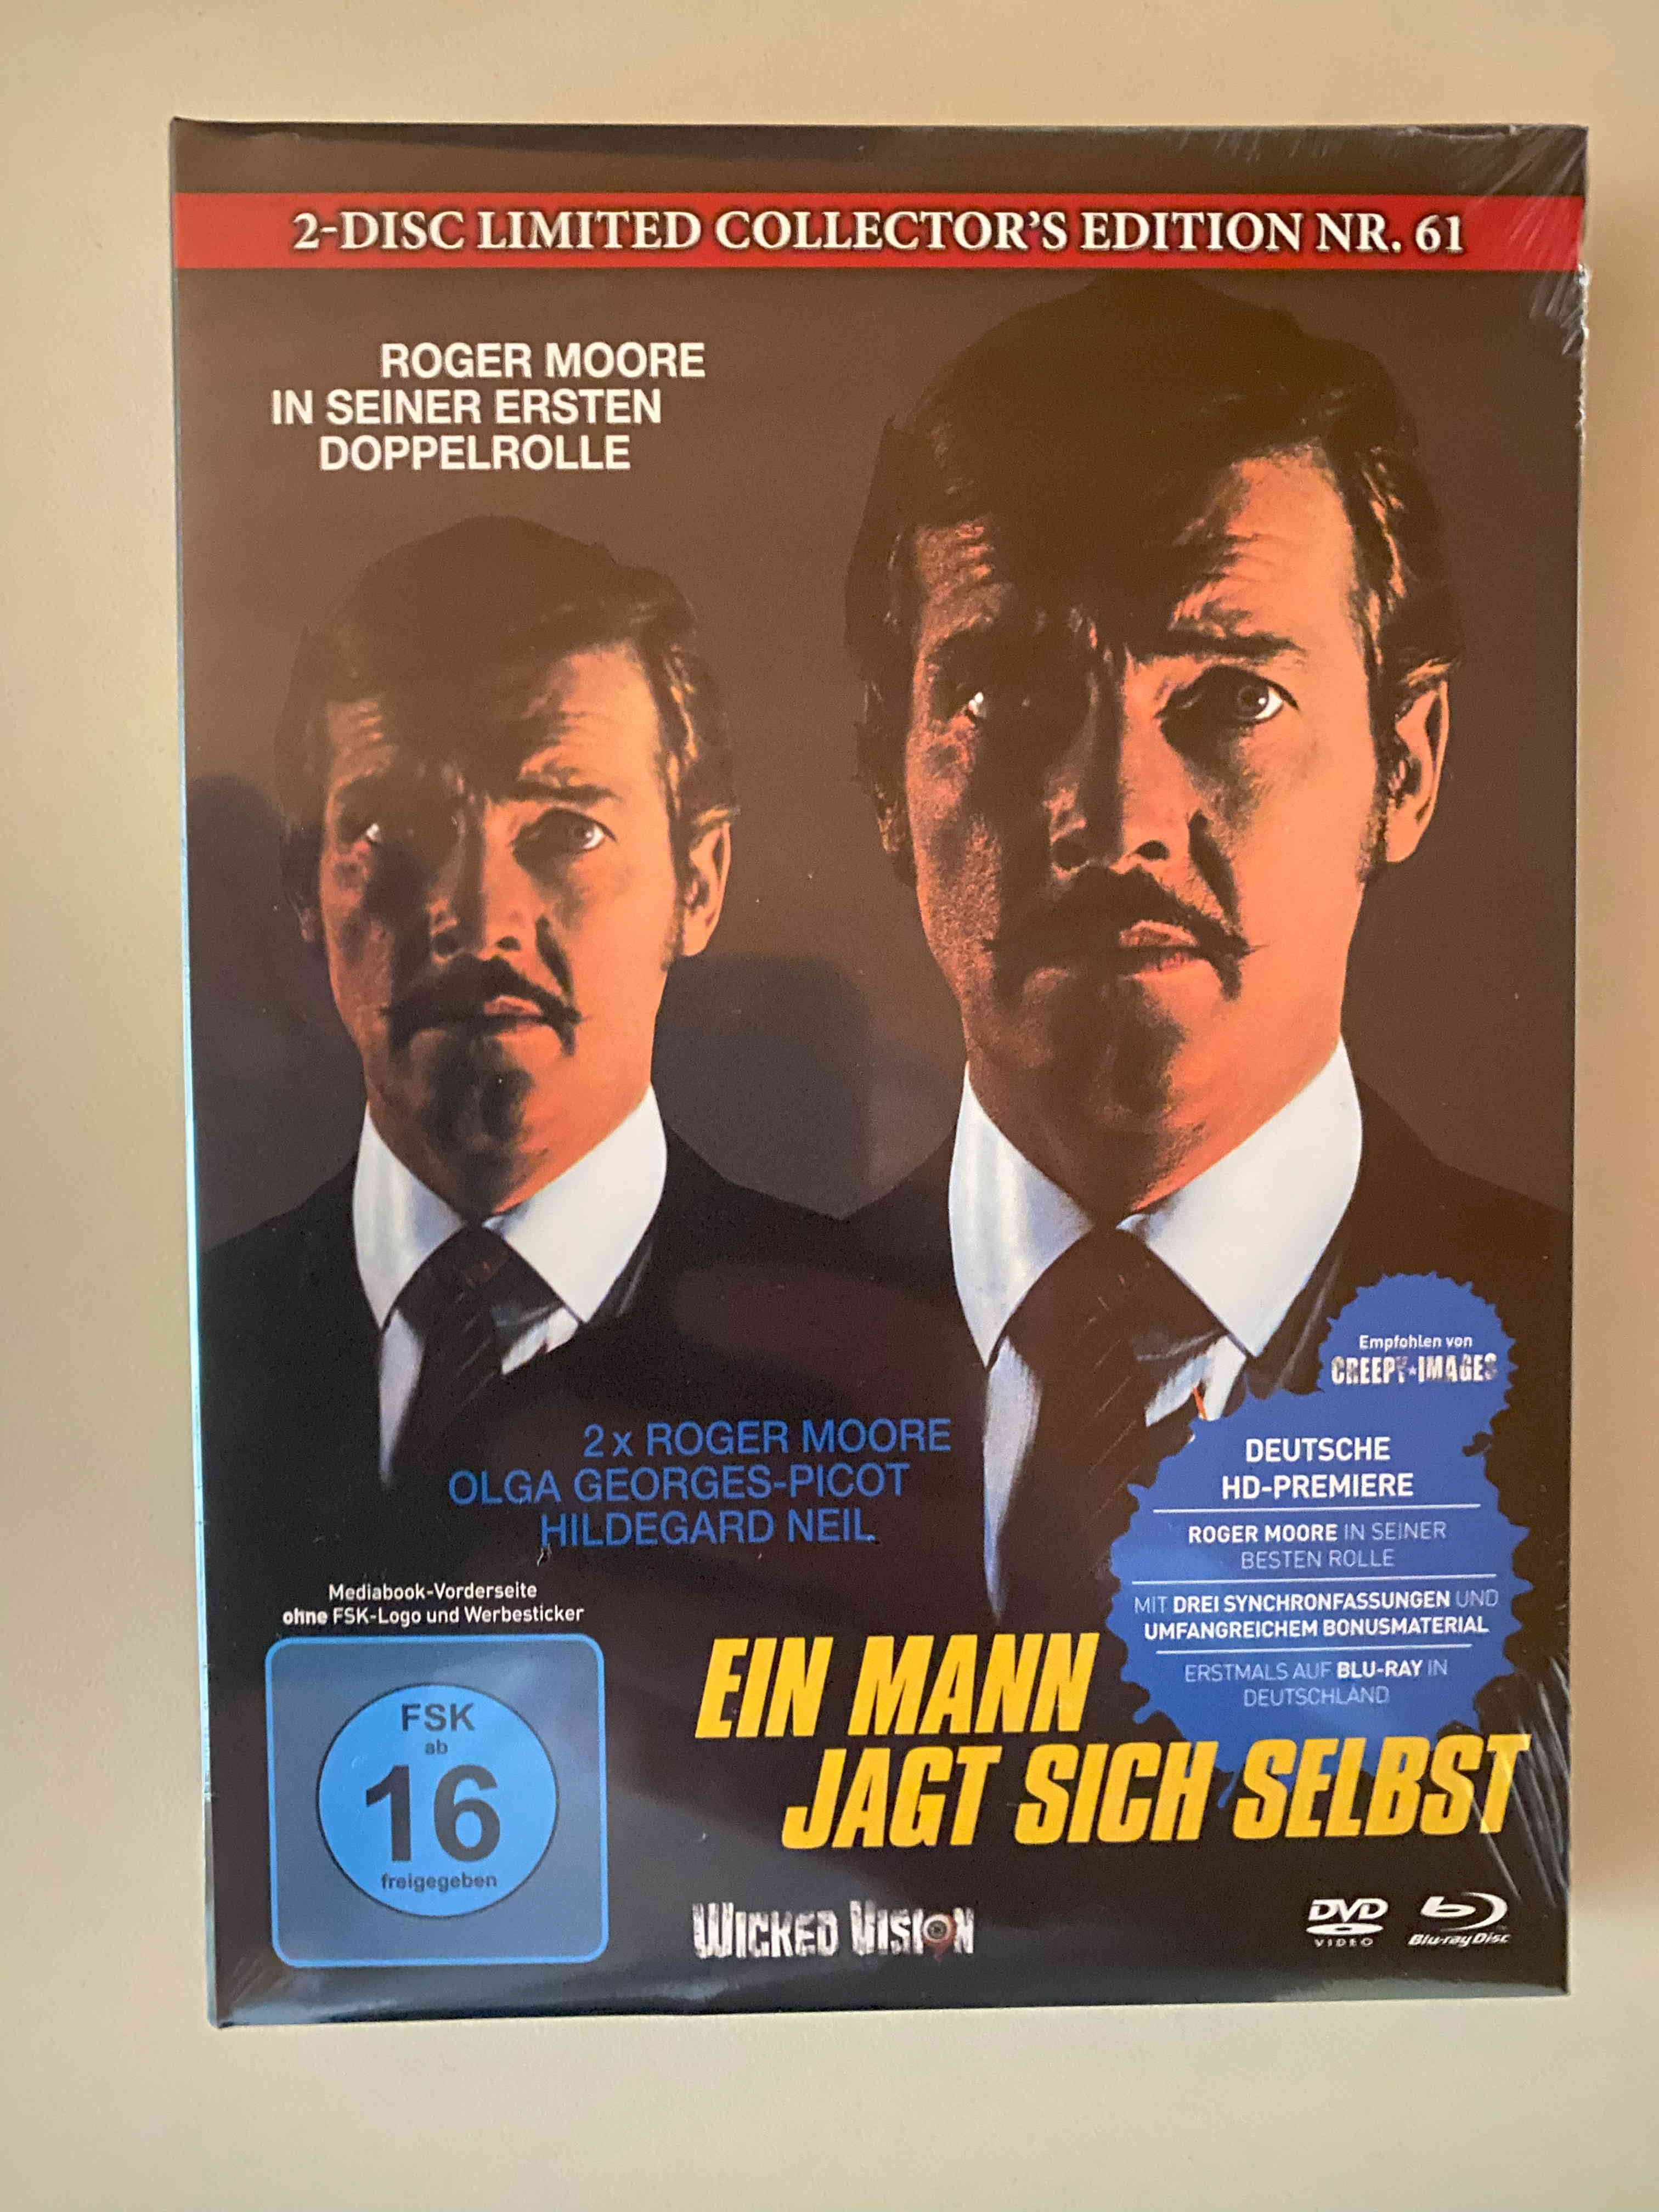 2-DISC LIMITED COLLECTOR'S EDITION NR. 61
ROGER MOORE
IN SEINER ERSTEN
DOPPELROLLE
Empfohlen von
CREEPY★IMAGES
DEUTSCHE
HD-PREMIERE
ROGER MOORE IN SEINER
BESTEN ROLLE
MIT DREI SYNCHRONFASSUNGEN UND
UMFANGREICHEM BONUSMATERIAL
ERSTMALS AUF BLU-RAY IN
DEUTSCHLAND
2 x ROGER MOORE
OLGA GEORGES-PICOT
HILDEGARD NEIL
Mediabook-Vorderseite
ohne FSK-Logo und Werbesticker
FSK
ab
16
freigegeben
EIN MANN
JAGT SICH SELBST
WICKED VISION
DVD
VIDEO
Blu-ray Disc